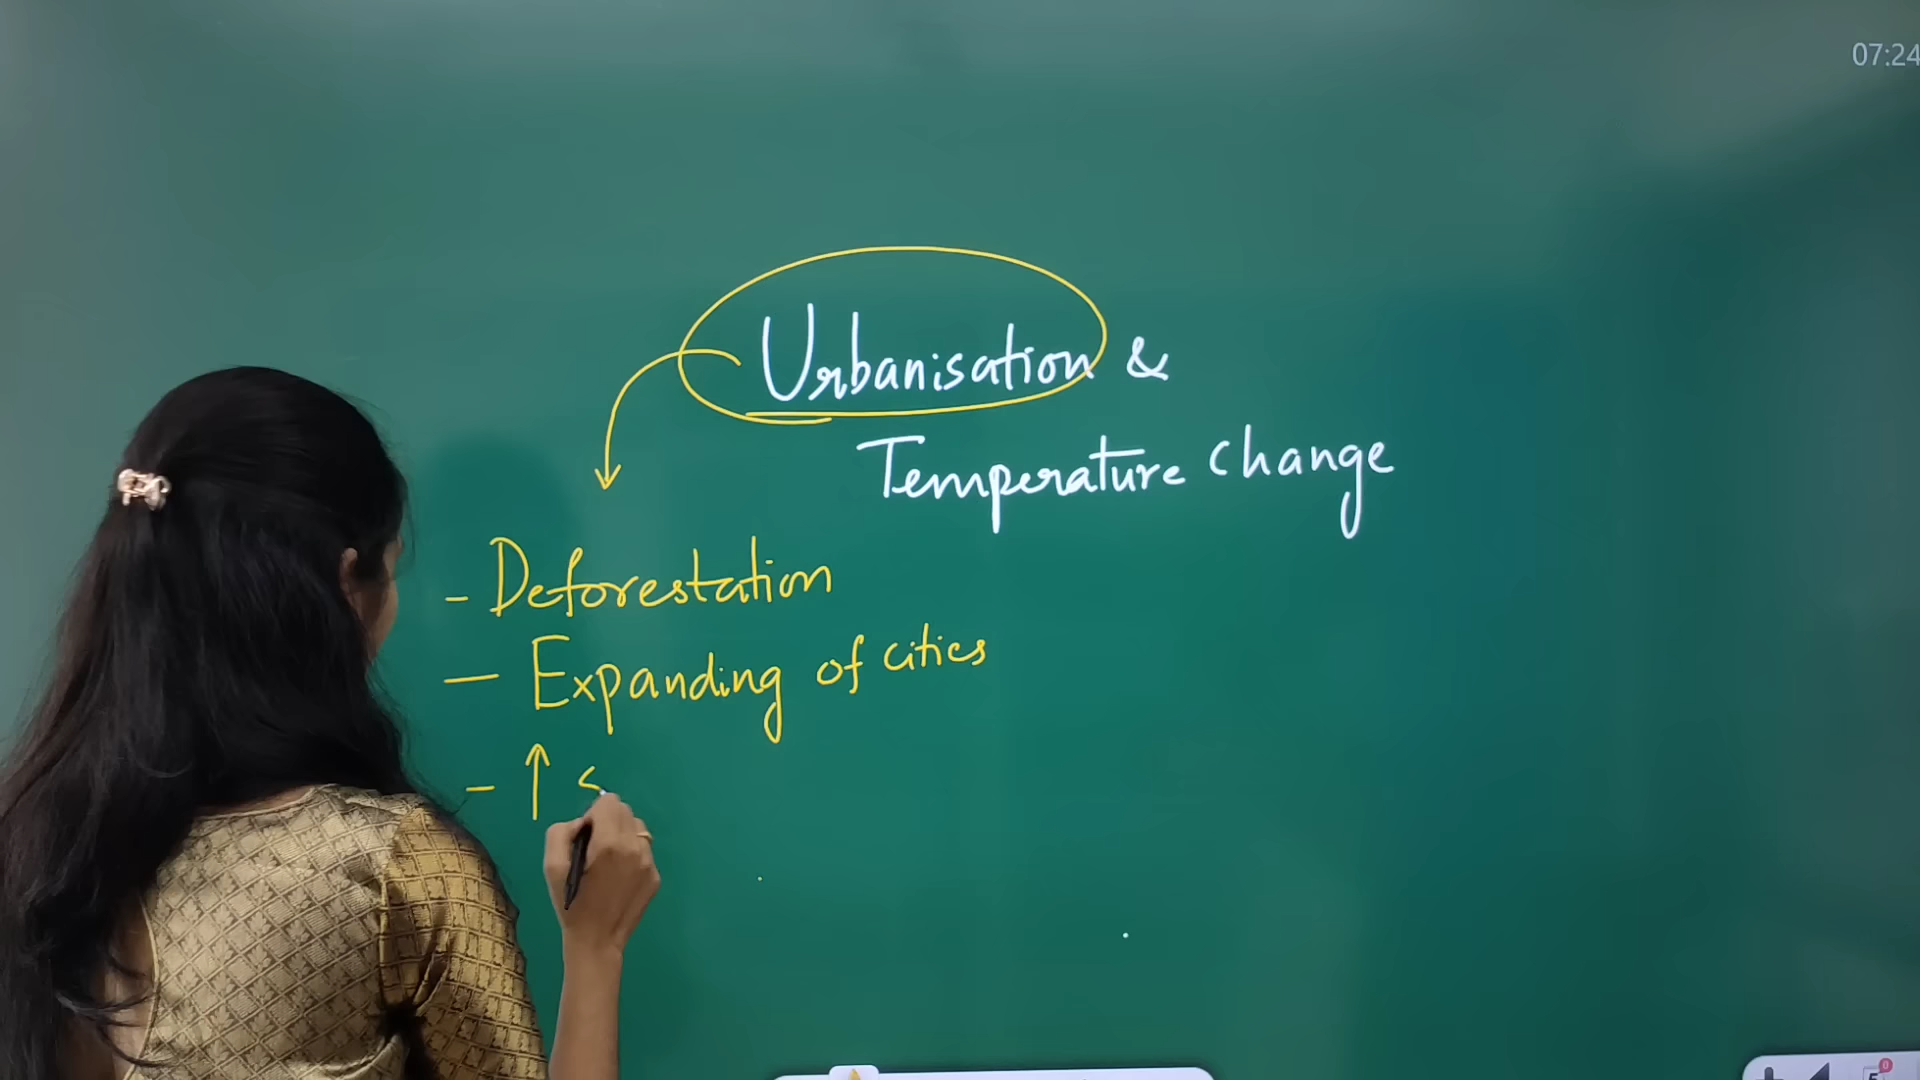 07:24
Urbanisation &
Temperature change
- Deforestation
- Expanding of cities
- ↑ S